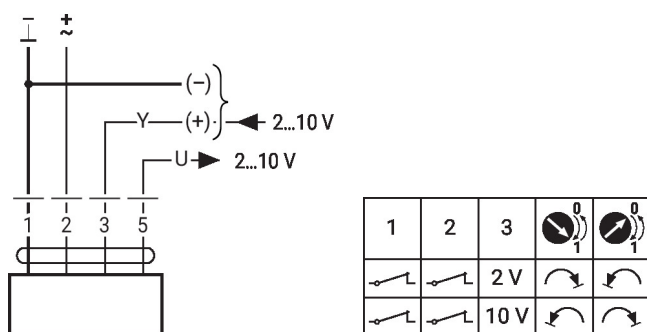 - +
~
(–)
Y (+) 2...10 V
U 2...10 V
1 2 3 5
1 2 3 0 1 0 1
2 V
10 V